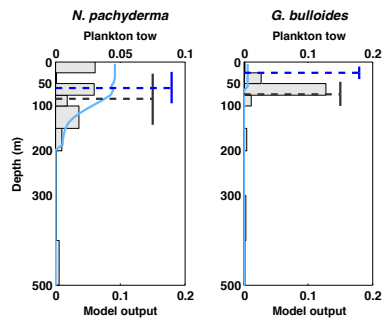 N. pachyderma
G. bulloides
Plankton tow
Plankton tow
0 0.05 0.1
0 0.1 0.2
Depth (m)
0
50
100
200
300
500
0
50
100
200
300
500
0 0.1 0.2
0 0.1 0.2
Model output
Model output